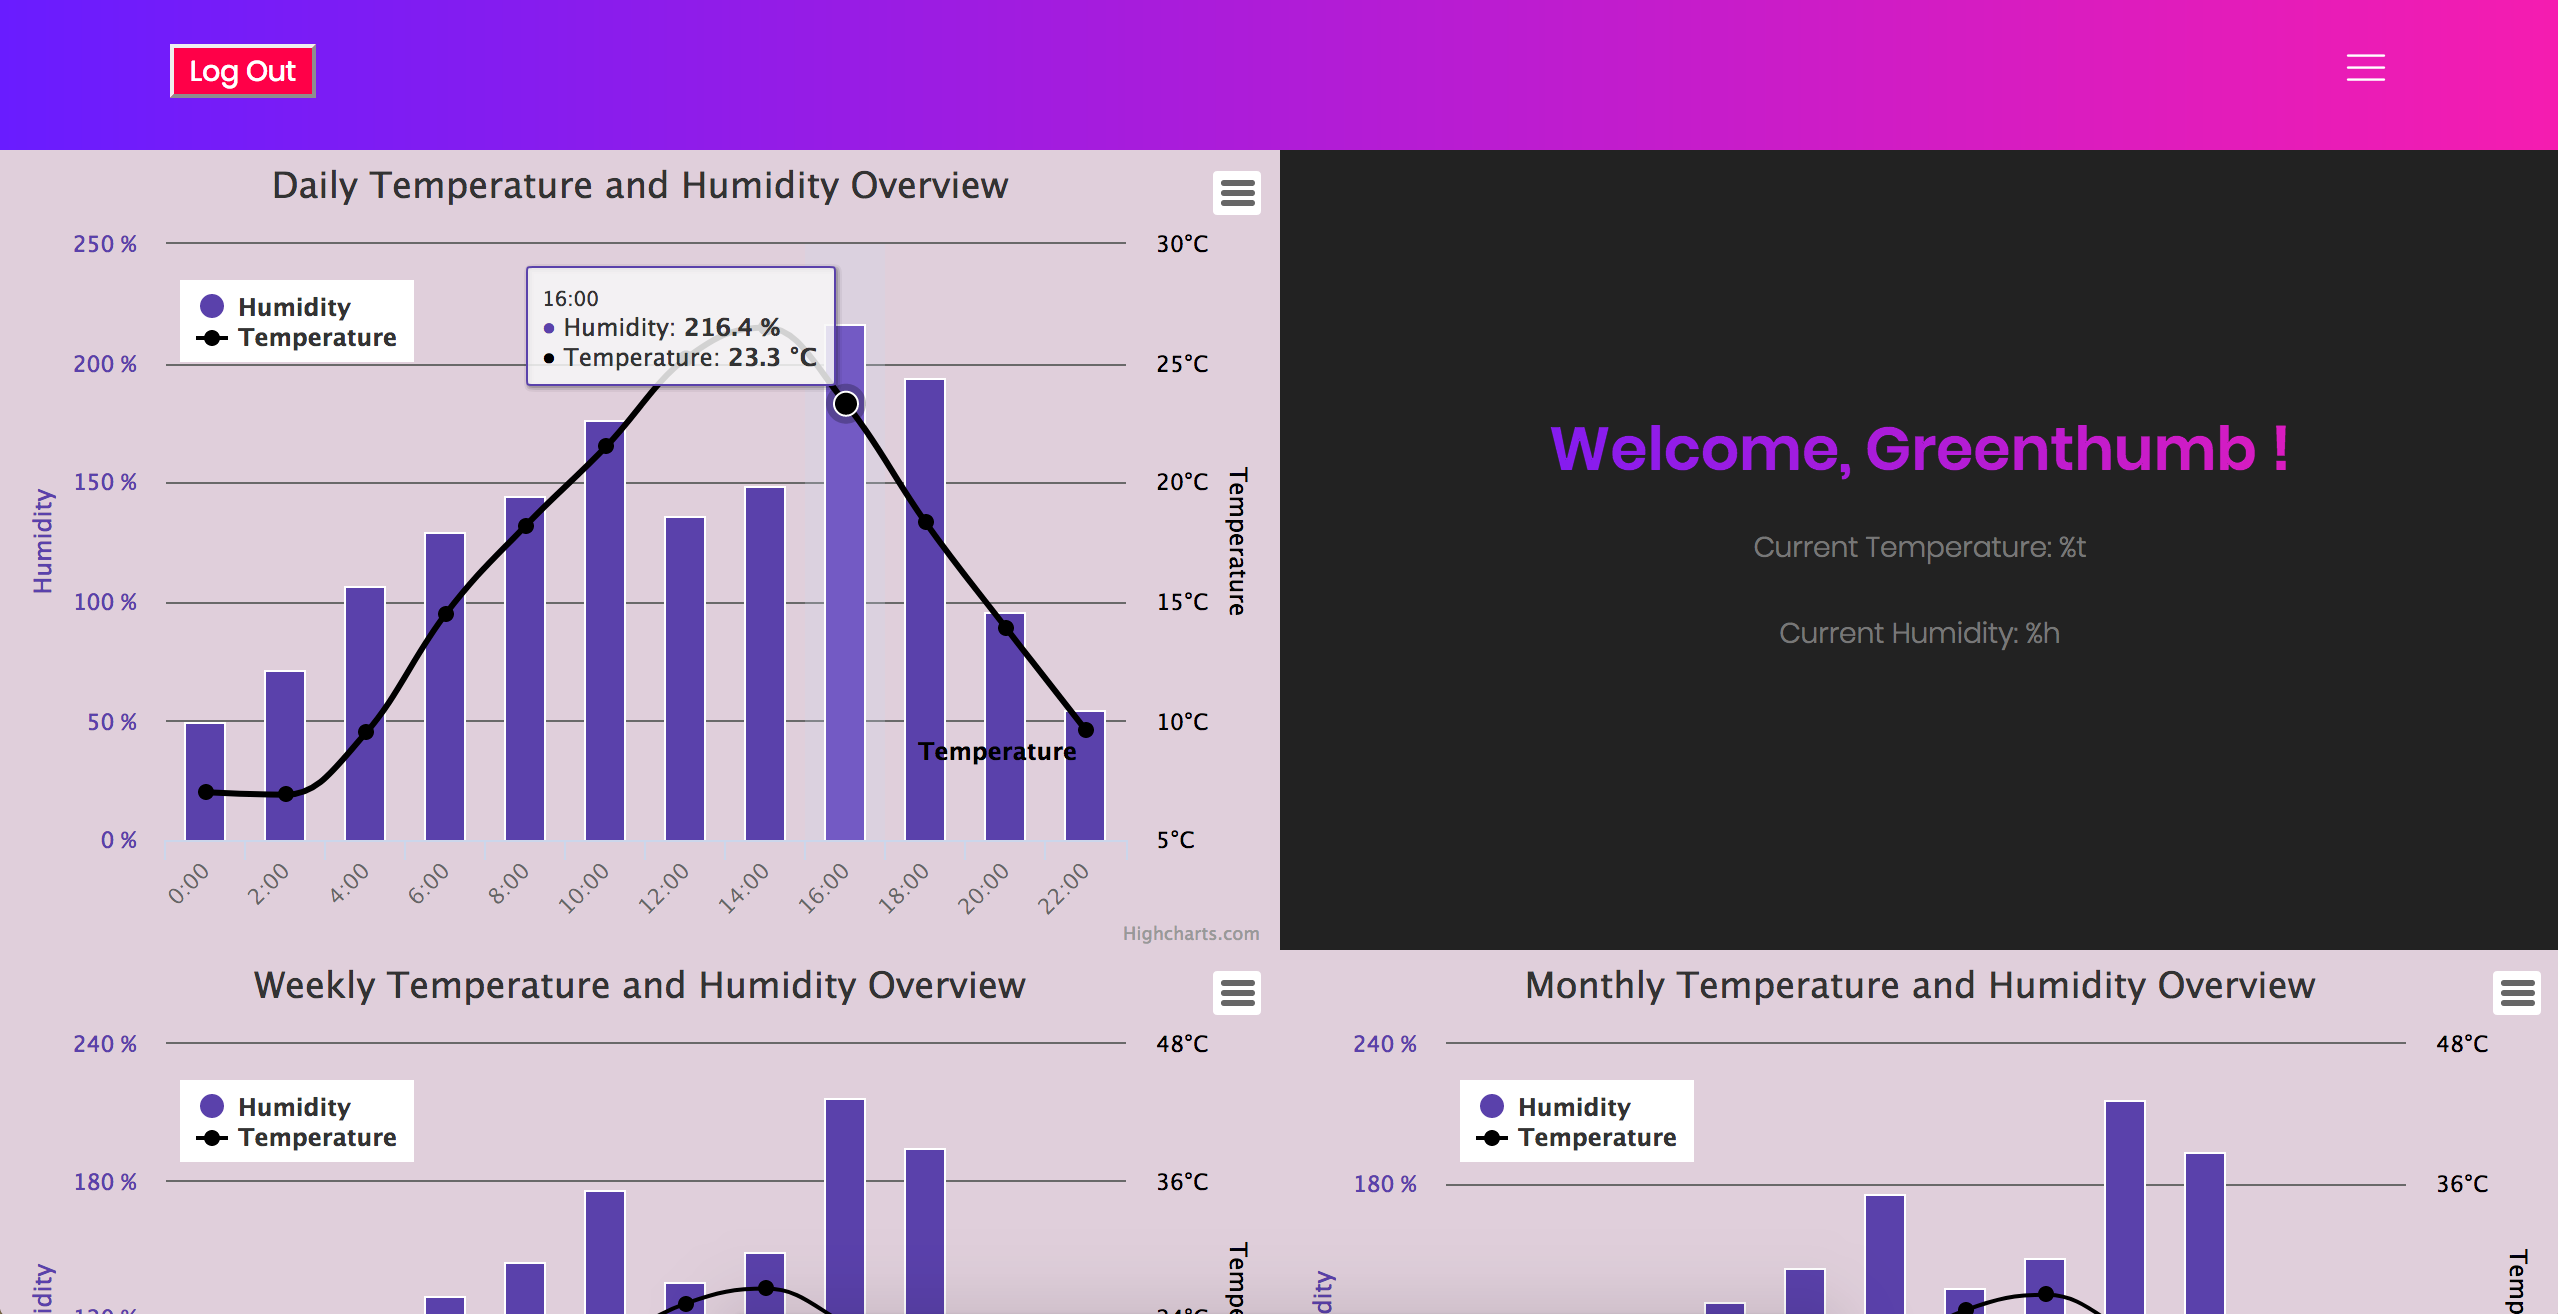 Log Out
Daily Temperature and Humidity Overview
250 %
200 %
150 %
100 %
50 %
0 %
Humidity
Humidity
Temperature
16:00
Humidity: 216.4 %
Temperature: 23.3 °C
30°C
25°C
20°C
15°C
10°C
5°C
Temperature
Temperature
0:00
2:00
4:00
6:00
8:00
10:00
12:00
14:00
16:00
18:00
20:00
22:00
Highcharts.com
Welcome, Greenthumb !
Current Temperature: %t
Current Humidity: %h
Weekly Temperature and Humidity Overview
240 %
180 %
Humidity
Temperature
48°C
36°C
Monthly Temperature and Humidity Overview
240 %
180 %
Humidity
Temperature
48°C
36°C